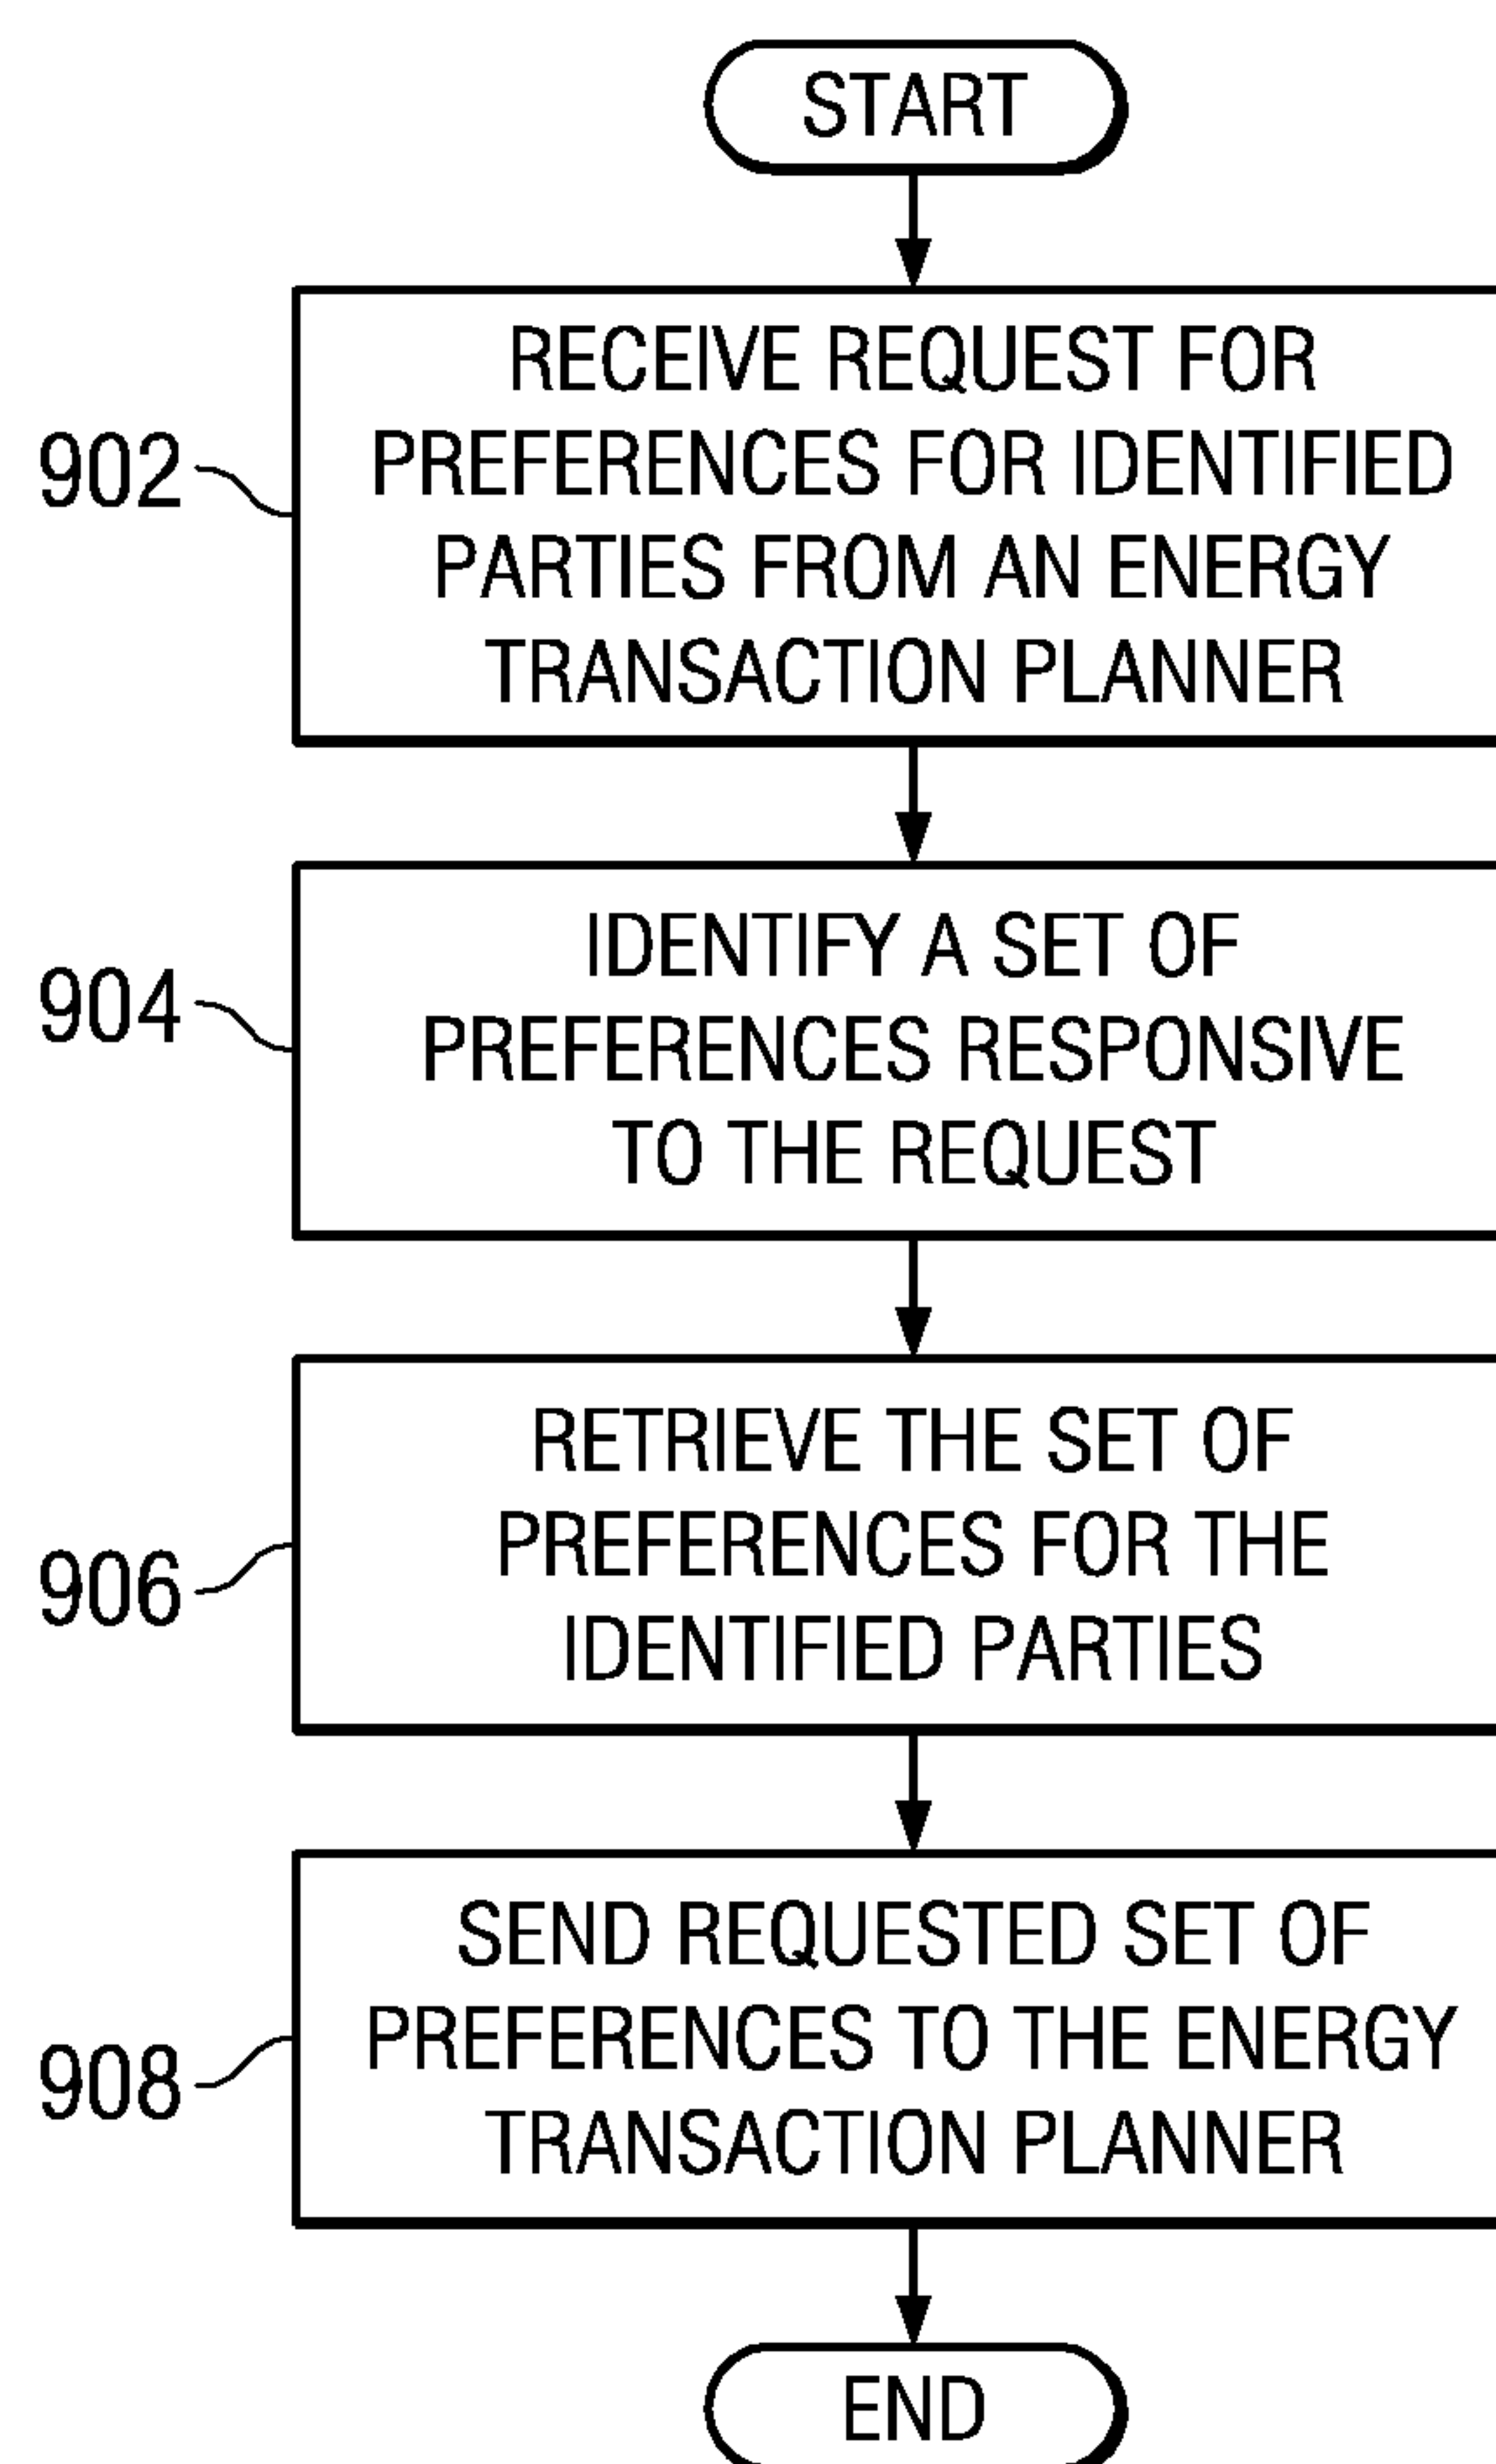 START
RECEIVE REQUEST FOR
PREFERENCES FOR IDENTIFIED
PARTIES FROM AN ENERGY
TRANSACTION PLANNER
902
IDENTIFY A SET OF
PREFERENCES RESPONSIVE
TO THE REQUEST
904
RETRIEVE THE SET OF
PREFERENCES FOR THE
IDENTIFIED PARTIES
906
SEND REQUESTED SET OF
PREFERENCES TO THE ENERGY
TRANSACTION PLANNER
908
END